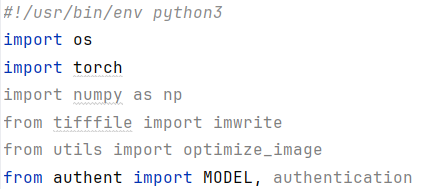 #!/usr/bin/env python3
import os
import torch
import numpy as np
from tifffile import imwrite
from utils import optimize_image
from authent import MODEL, authentication